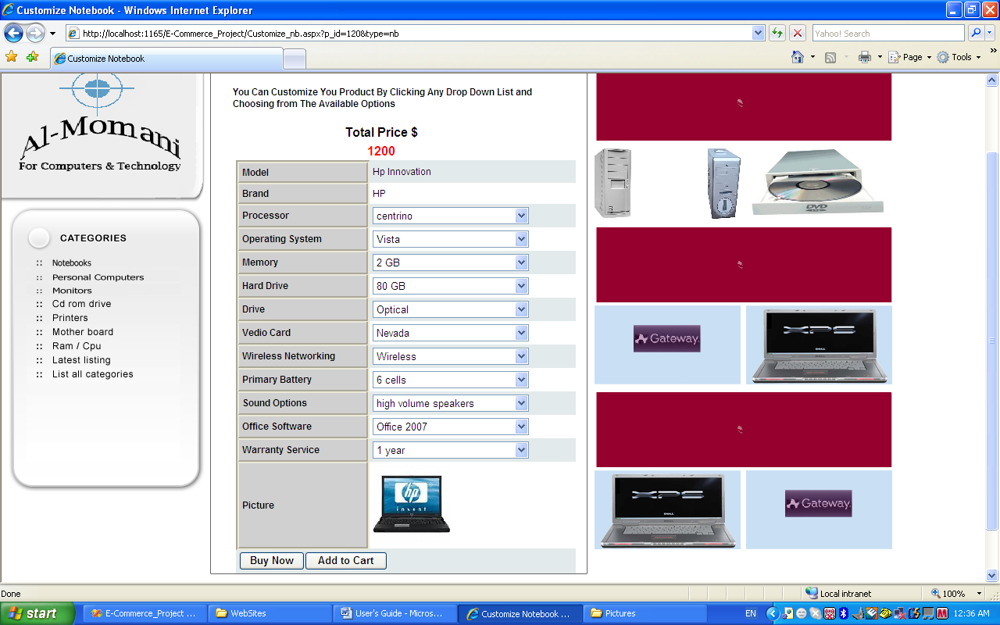 Customize Notebook - Windows Internet Explorer
http://localhost:1165/E-Commerce_Project/Customize_nb.aspx?p_id=120&type=nb
Yahoo! Search
Customize Notebook
Page
Tools
Al-Momani
For Computers & Technology
CATEGORIES
:: Notebooks
:: Personal Computers
:: Monitors
:: Cd rom drive
:: Printers
:: Mother board
:: Ram / Cpu
:: Latest listing
:: List all categories
You Can Customize You Product By Clicking Any Drop Down List and
Choosing from The Available Options
Total Price $
1200
Model Hp Innovation
Brand HP
Processor centrino
Operating System Vista
Memory 2 GB
Hard Drive 80 GB
Drive Optical
Vedio Card Nevada
Wireless Networking Wireless
Primary Battery 6 cells
Sound Options high volume speakers
Office Software Office 2007
Warranty Service 1 year
Picture
hp
invent
Buy Now Add to Cart
DVD
Gateway.
XPS
DELL
XPS
DELL
Gateway.
Done
Local intranet
100%
start
E-Commerce_Project ...
WebSites
User's Guide - Micros...
Customize Notebook ...
Pictures
EN
12:36 AM